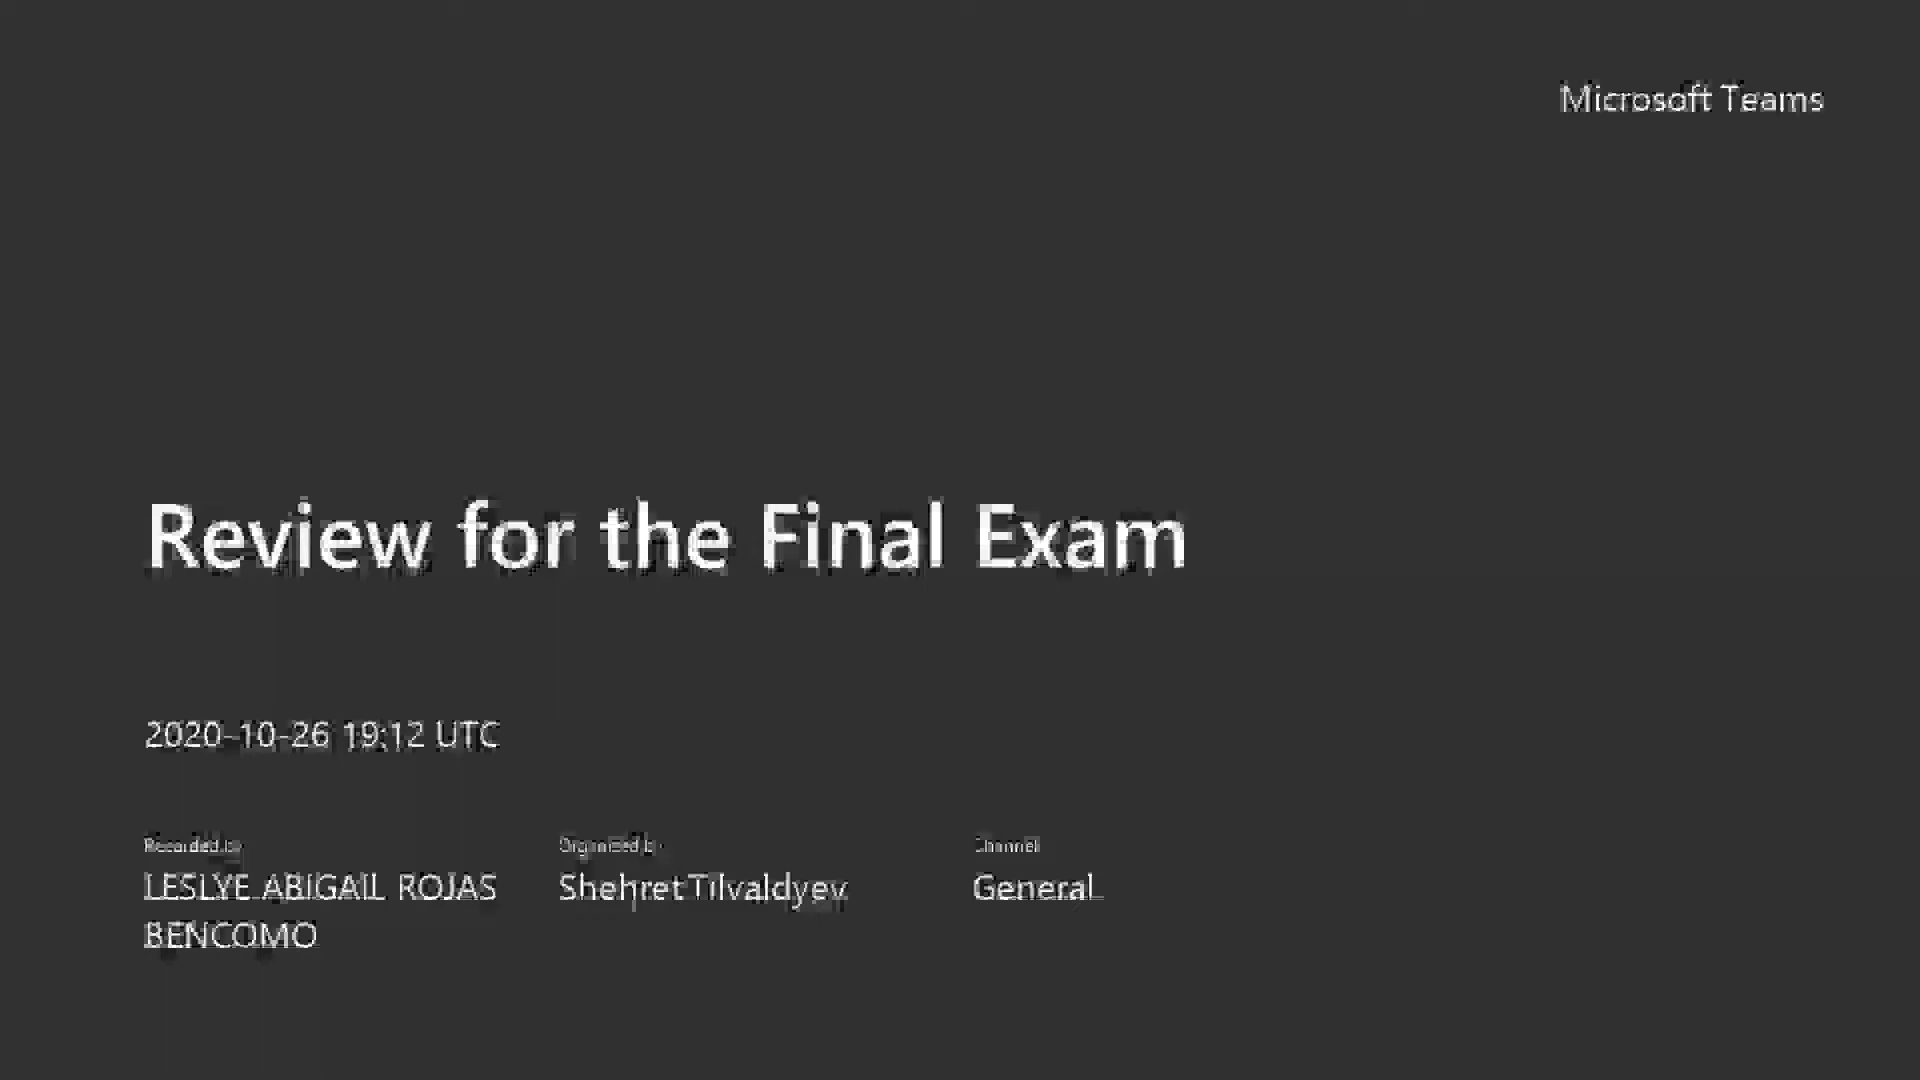 Microsoft Teams
Review for the Final Exam
2020-10-26 19:12 UTC
Recorded by
Organized by
Channel
LESLYE ABIGAIL ROJAS
BENCOMO
Shehret Tilvaldyev
General